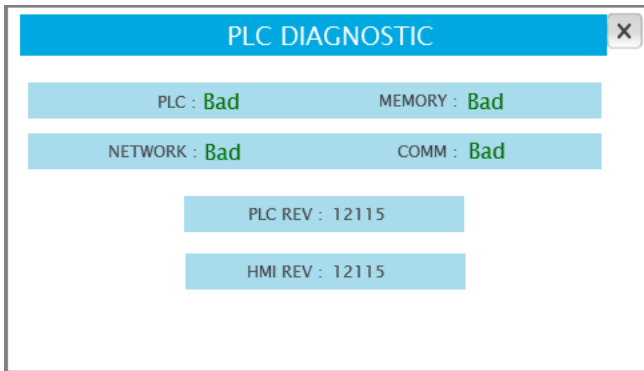 PLC DIAGNOSTIC
PLC : Bad MEMORY : Bad
NETWORK : Bad COMM : Bad
PLC REV : 12115
HMI REV : 12115